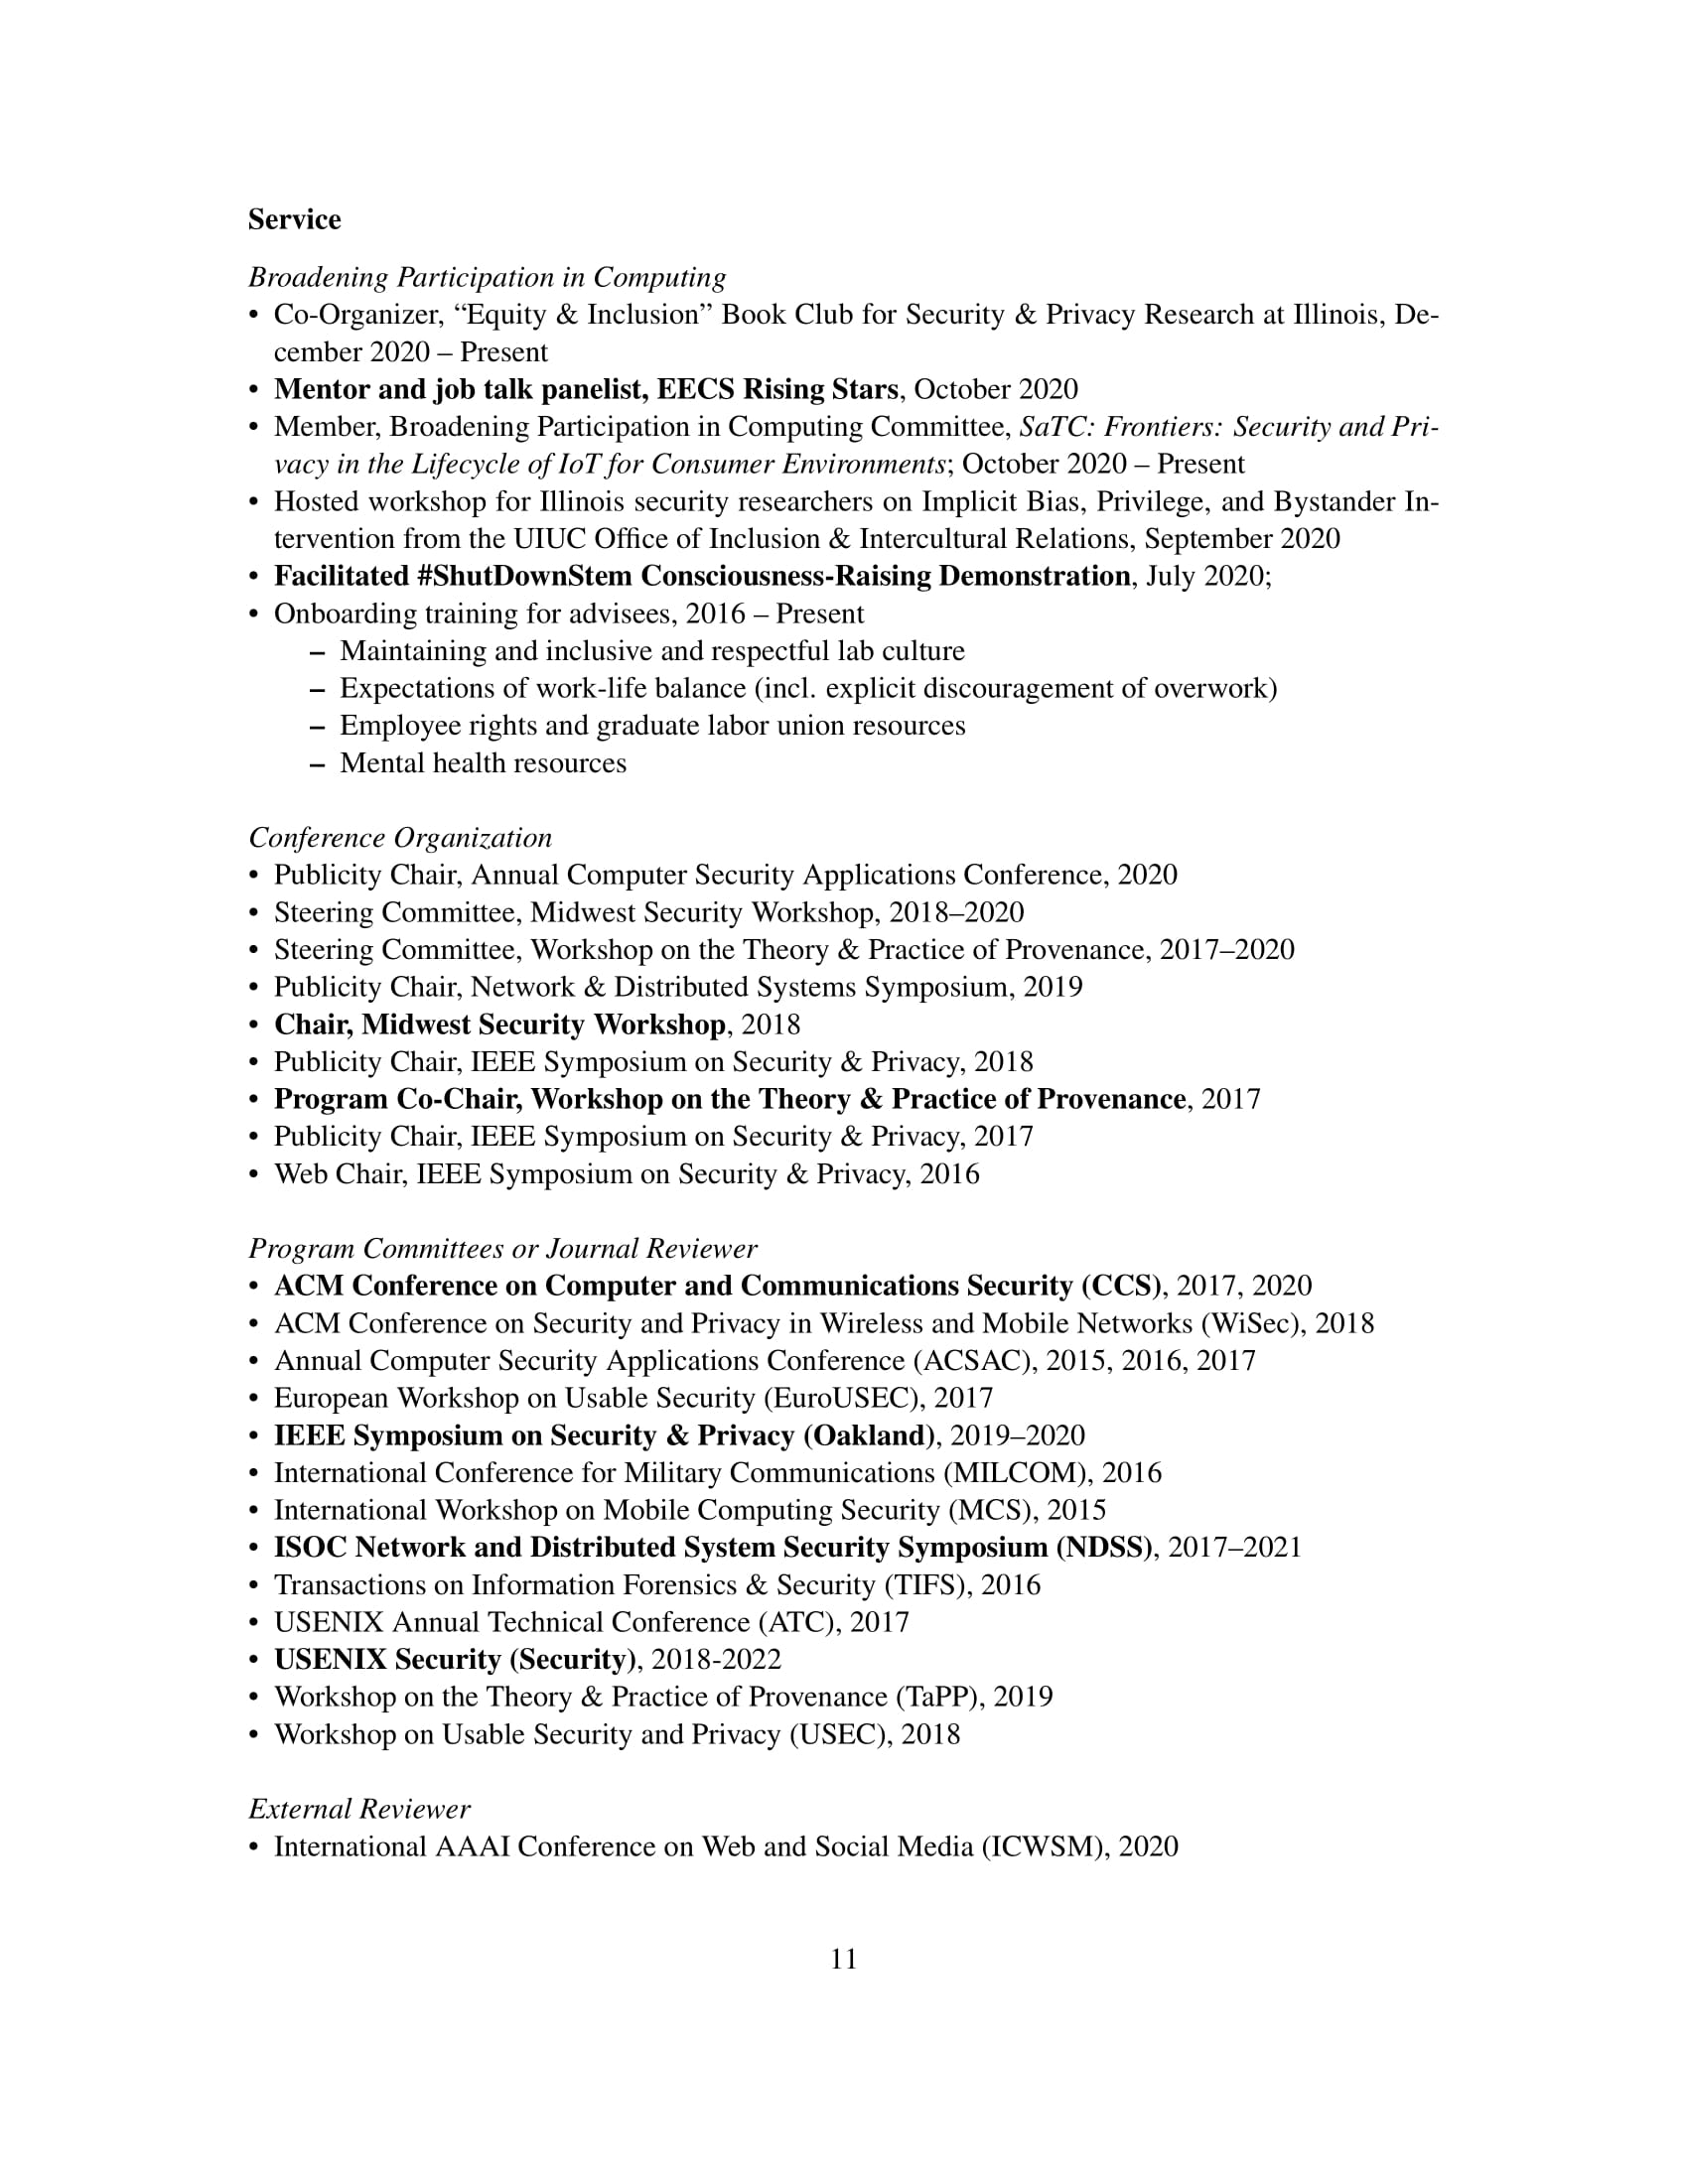 Service
Broadening Participation in Computing
• Co-Organizer, “Equity & Inclusion” Book Club for Security & Privacy Research at Illinois, De-
cember 2020 – Present
• Mentor and job talk panelist, EECS Rising Stars, October 2020
• Member, Broadening Participation in Computing Committee, SaTC: Frontiers: Security and Pri-
vacy in the Lifecycle of IoT for Consumer Environments; October 2020 – Present
• Hosted workshop for Illinois security researchers on Implicit Bias, Privilege, and Bystander In-
tervention from the UIUC Office of Inclusion & Intercultural Relations, September 2020
• Facilitated #ShutDownStem Consciousness-Raising Demonstration, July 2020;
• Onboarding training for advisees, 2016 – Present
– Maintaining and inclusive and respectful lab culture
– Expectations of work-life balance (incl. explicit discouragement of overwork)
– Employee rights and graduate labor union resources
– Mental health resources
Conference Organization
• Publicity Chair, Annual Computer Security Applications Conference, 2020
• Steering Committee, Midwest Security Workshop, 2018–2020
• Steering Committee, Workshop on the Theory & Practice of Provenance, 2017–2020
• Publicity Chair, Network & Distributed Systems Symposium, 2019
• Chair, Midwest Security Workshop, 2018
• Publicity Chair, IEEE Symposium on Security & Privacy, 2018
• Program Co-Chair, Workshop on the Theory & Practice of Provenance, 2017
• Publicity Chair, IEEE Symposium on Security & Privacy, 2017
• Web Chair, IEEE Symposium on Security & Privacy, 2016
Program Committees or Journal Reviewer
• ACM Conference on Computer and Communications Security (CCS), 2017, 2020
• ACM Conference on Security and Privacy in Wireless and Mobile Networks (WiSec), 2018
• Annual Computer Security Applications Conference (ACSAC), 2015, 2016, 2017
• European Workshop on Usable Security (EuroUSEC), 2017
• IEEE Symposium on Security & Privacy (Oakland), 2019–2020
• International Conference for Military Communications (MILCOM), 2016
• International Workshop on Mobile Computing Security (MCS), 2015
• ISOC Network and Distributed System Security Symposium (NDSS), 2017–2021
• Transactions on Information Forensics & Security (TIFS), 2016
• USENIX Annual Technical Conference (ATC), 2017
• USENIX Security (Security), 2018-2022
• Workshop on the Theory & Practice of Provenance (TaPP), 2019
• Workshop on Usable Security and Privacy (USEC), 2018
External Reviewer
• International AAAI Conference on Web and Social Media (ICWSM), 2020
11